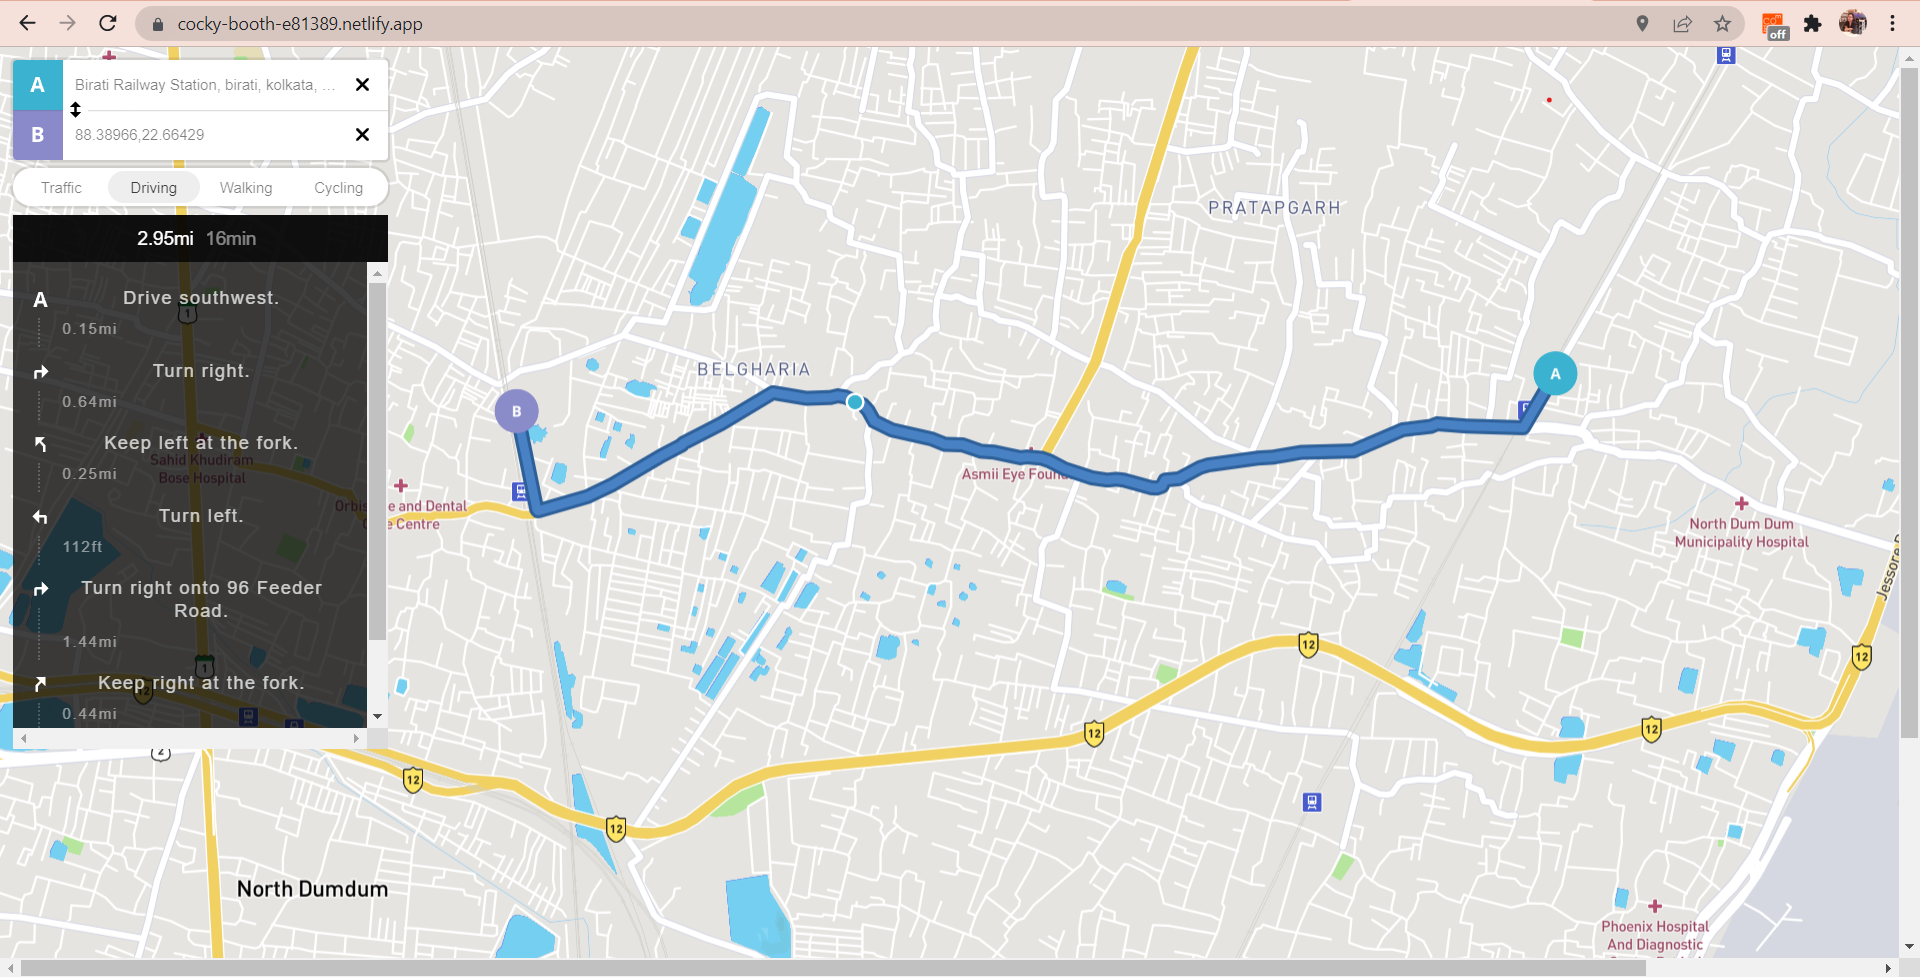 cocky-booth-e81389.netlify.app
off
A
Birati Railway Station, birati, kolkata, ...
B
88.38966,22.66429
Traffic
Driving
Walking
Cycling
2.95mi 16min
A
Drive southwest.
0.15mi
Turn right.
0.64mi
Keep left at the fork.
0.25mi
Turn left.
112ft
Turn right onto 96 Feeder
Road.
1.44mi
Keep right at the fork.
0.44mi
1
Sahid Khudiram
Bose Hospital
1
12
2
PRATAPGARH
BELGHARIA
A
B
Asmii Eye Found
e and Dental
e Centre
North Dum Dum
Municipality Hospital
Jessore
12
12
12
12
12
12
North Dumdum
Phoenix Hospital
And Diagnostic